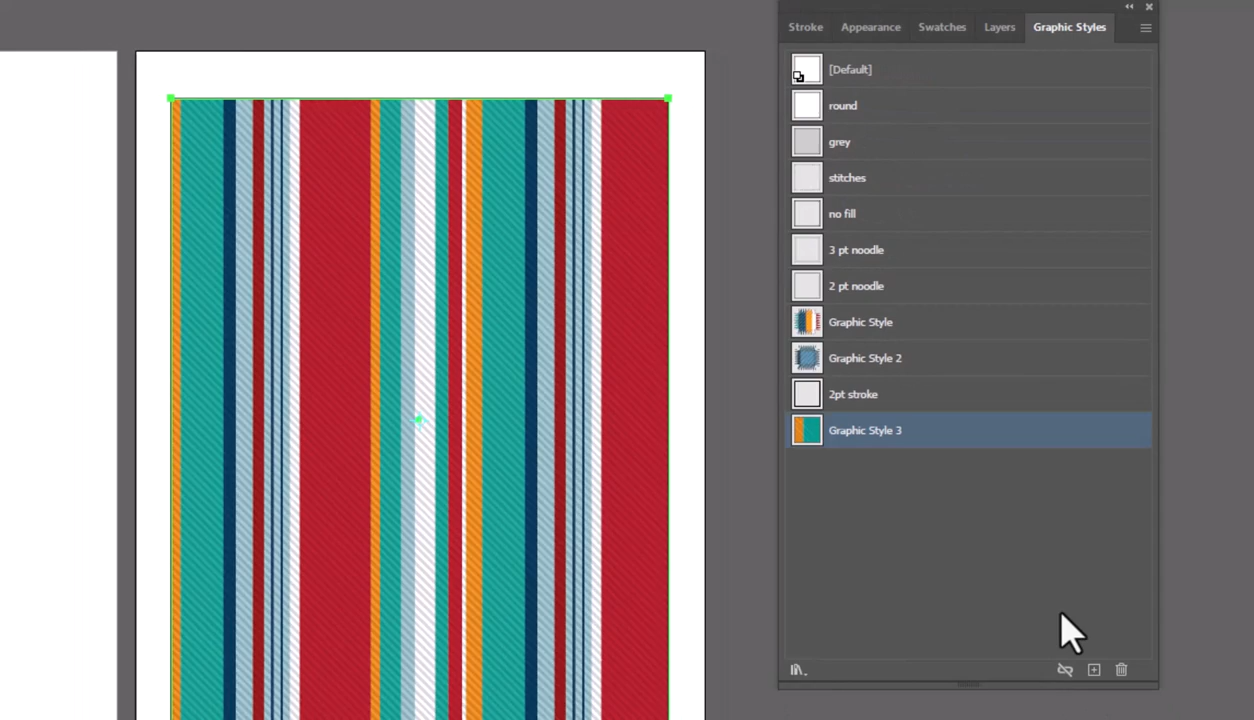 Stroke Appearance Swatches Layers Graphic Styles
[Default]
round
grey
stitches
no fill
3 pt noodle
2 pt noodle
Graphic Style
Graphic Style 2
2pt stroke
Graphic Style 3